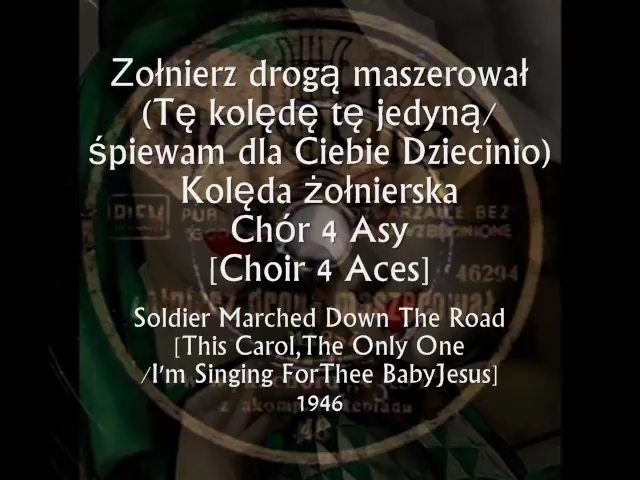 Zołnierz drogą maszerował
(Tę kolędę tę jedyną/
śpiewam dla Ciebie Dziecinio)
Kolęda żołnierska
Chór 4 Asy
[Choir 4 Aces]
46294
Soldier Marched Down The Road
[This Carol,The Only One
/I'm Singing ForThee BabyJesus]
1946